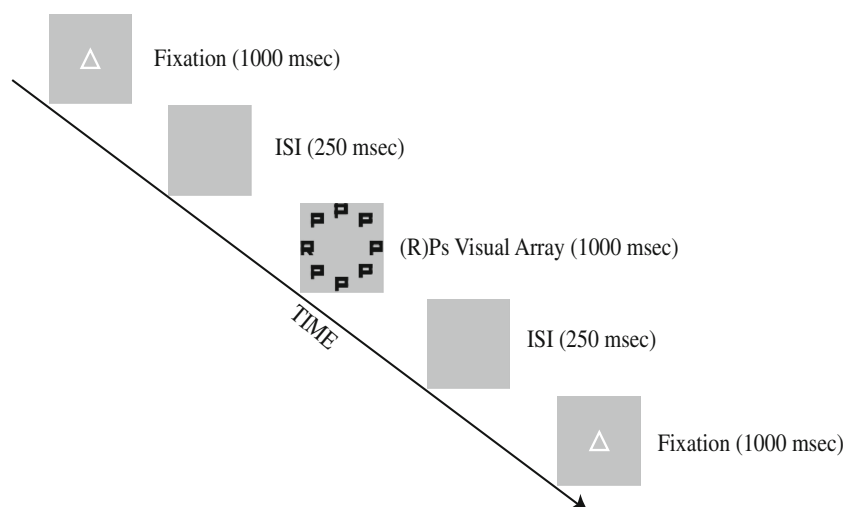 Fixation (1000 msec)
ISI (250 msec)
P
P P
R P
P P
P
(R)Ps Visual Array (1000 msec)
TIME
ISI (250 msec)
Fixation (1000 msec)